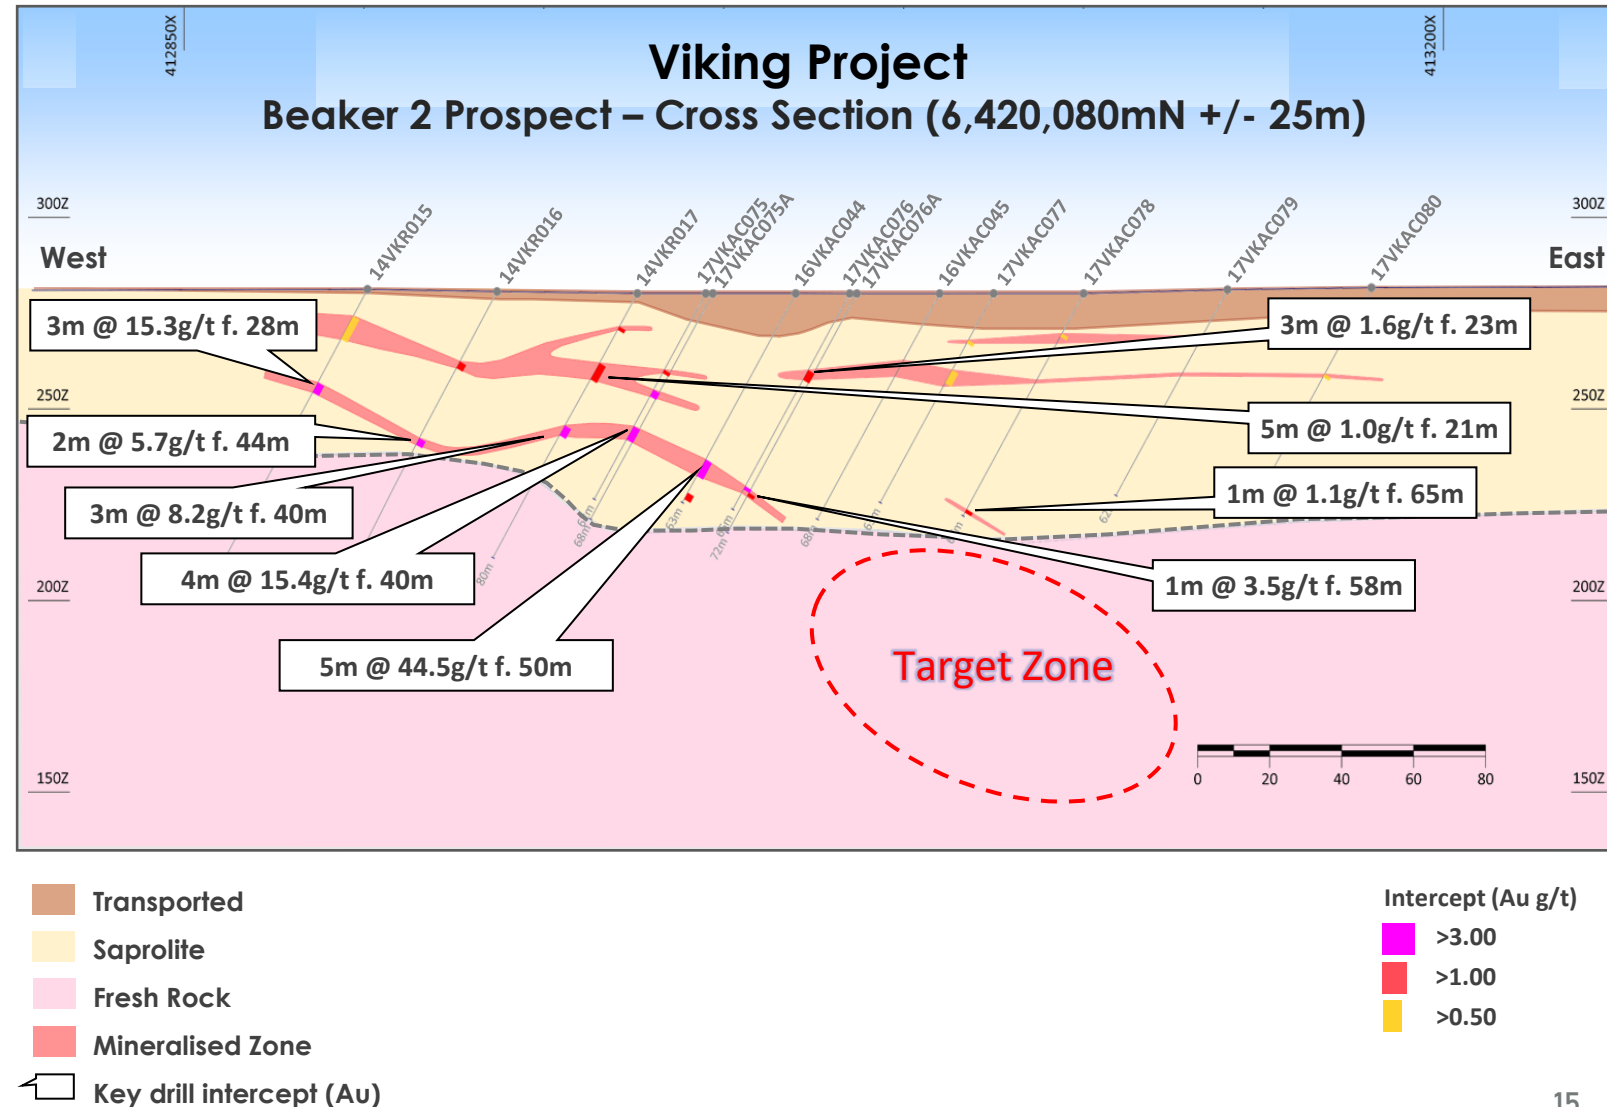 412850X
413200X
Viking Project
Beaker 2 Prospect – Cross Section (6,420,080mN +/- 25m)
300Z
300Z
West
East
14VKR015
14VKR016
14VKR017
17VKAC075
17VKAC075A
16VKAC044
17VKAC076
17VKAC076A
16VKAC045
17VKAC077
17VKAC078
17VKAC079
17VKAC080
3m @ 15.3g/t f. 28m
3m @ 1.6g/t f. 23m
250Z
250Z
2m @ 5.7g/t f. 44m
5m @ 1.0g/t f. 21m
3m @ 8.2g/t f. 40m
1m @ 1.1g/t f. 65m
63m
68m
72m
68m
80m
4m @ 15.4g/t f. 40m
1m @ 3.5g/t f. 58m
200Z
200Z
5m @ 44.5g/t f. 50m
Target Zone
150Z
150Z
0 20 40 60 80
Transported
Saprolite
Fresh Rock
Mineralised Zone
Key drill intercept (Au)
Intercept (Au g/t)
>3.00
>1.00
>0.50
15